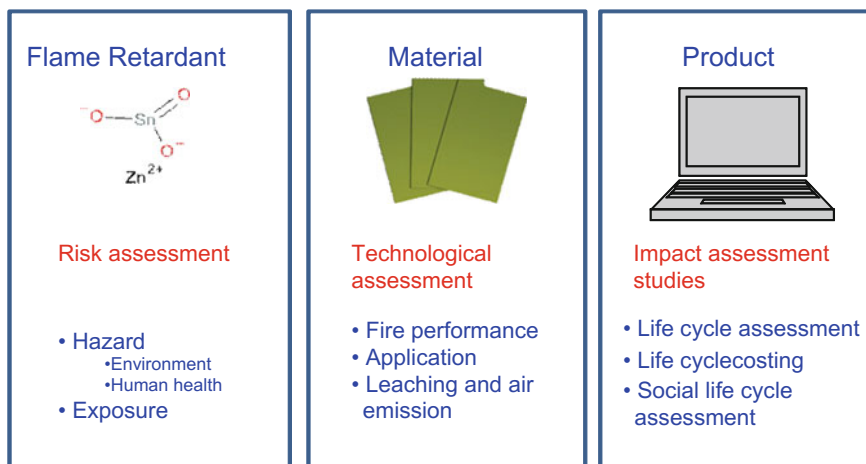 Flame Retardant
⁻O Sn O
O⁻
Zn²⁺
Risk assessment
• Hazard
•Environment
•Human health
• Exposure
Material
Technological
assessment
• Fire performance
• Application
• Leaching and air
emission
Product
Impact assessment
studies
• Life cycle assessment
• Life cyclecosting
• Social life cycle
assessment